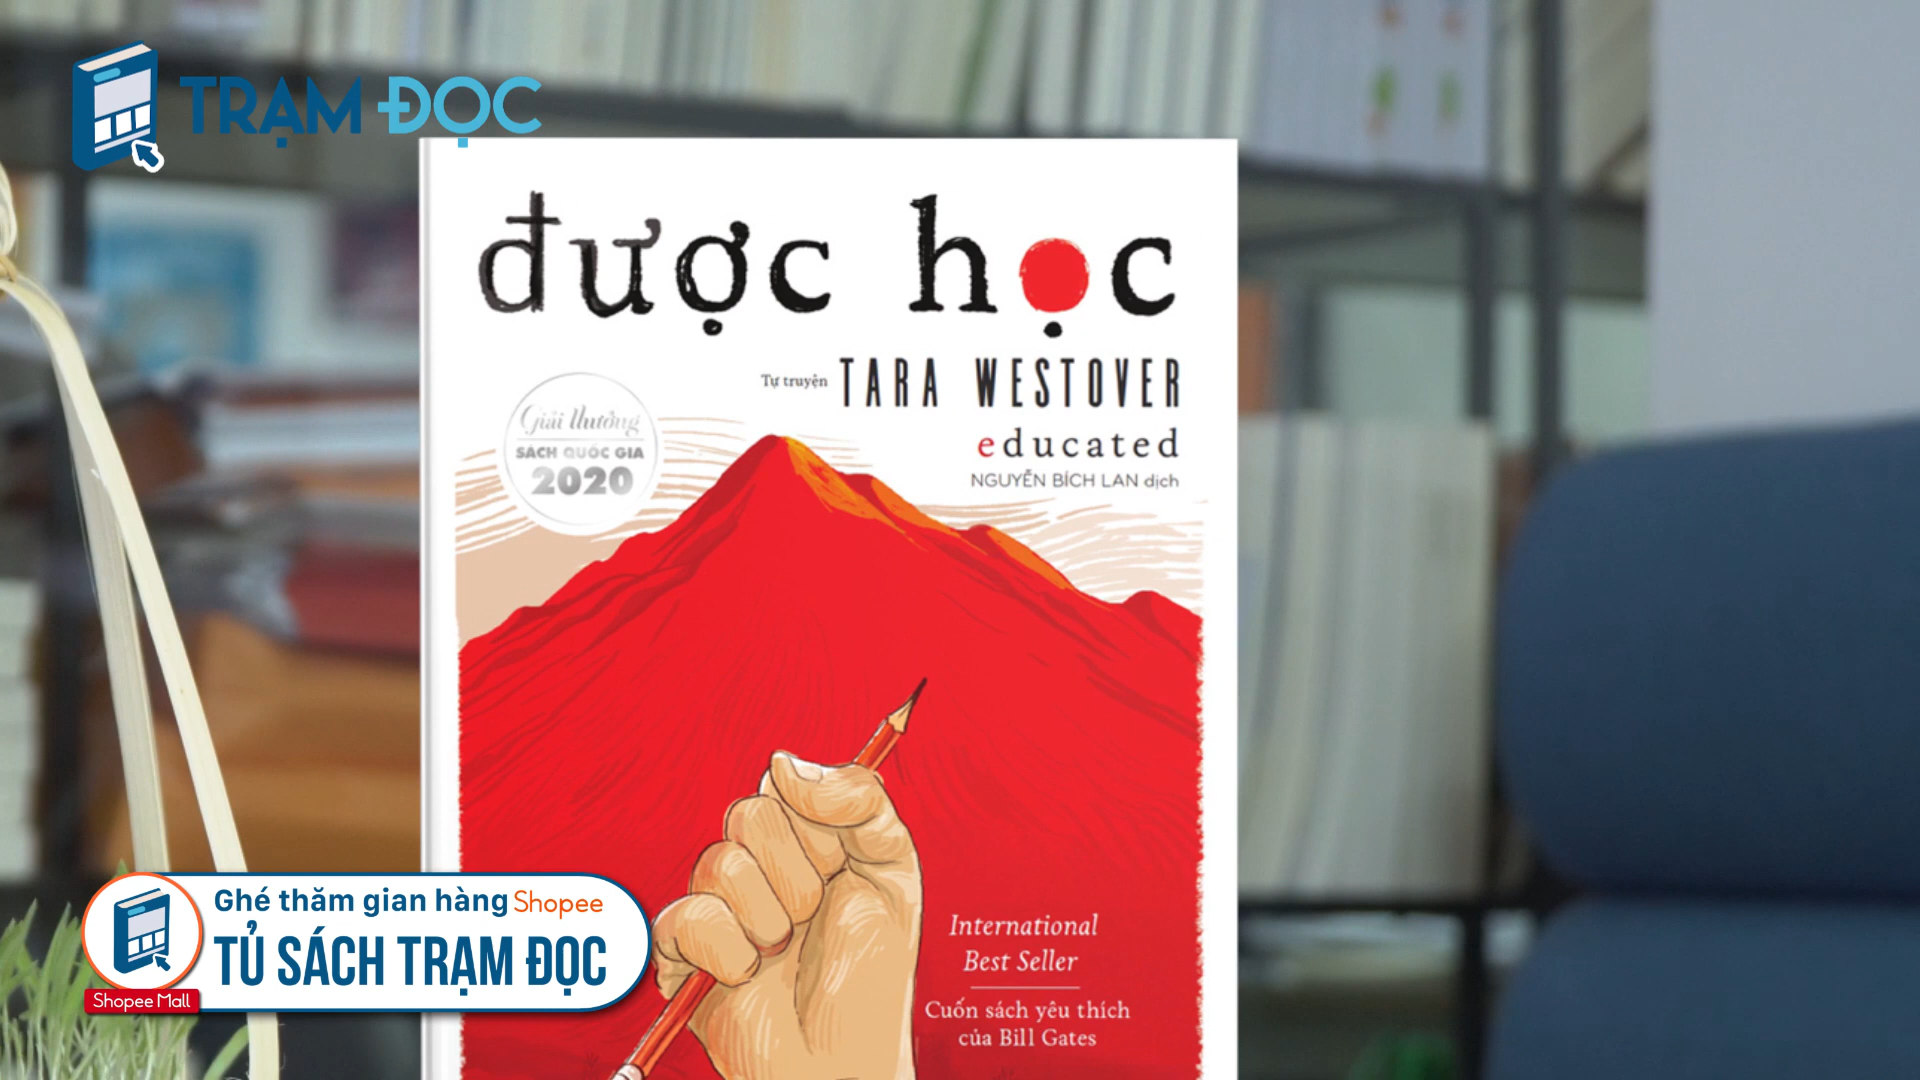 TRẠM ĐỌC
được học
Tự truyện TARA WESTOVER
educated
NGUYỄN BÍCH LAN dịch
Giải thưởng
SÁCH QUỐC GIA
2020
International
Best Seller
Cuốn sách yêu thích
của Bill Gates
Ghé thăm gian hàng Shopee
TỦ SÁCH TRẠM ĐỌC
Shopee Mall